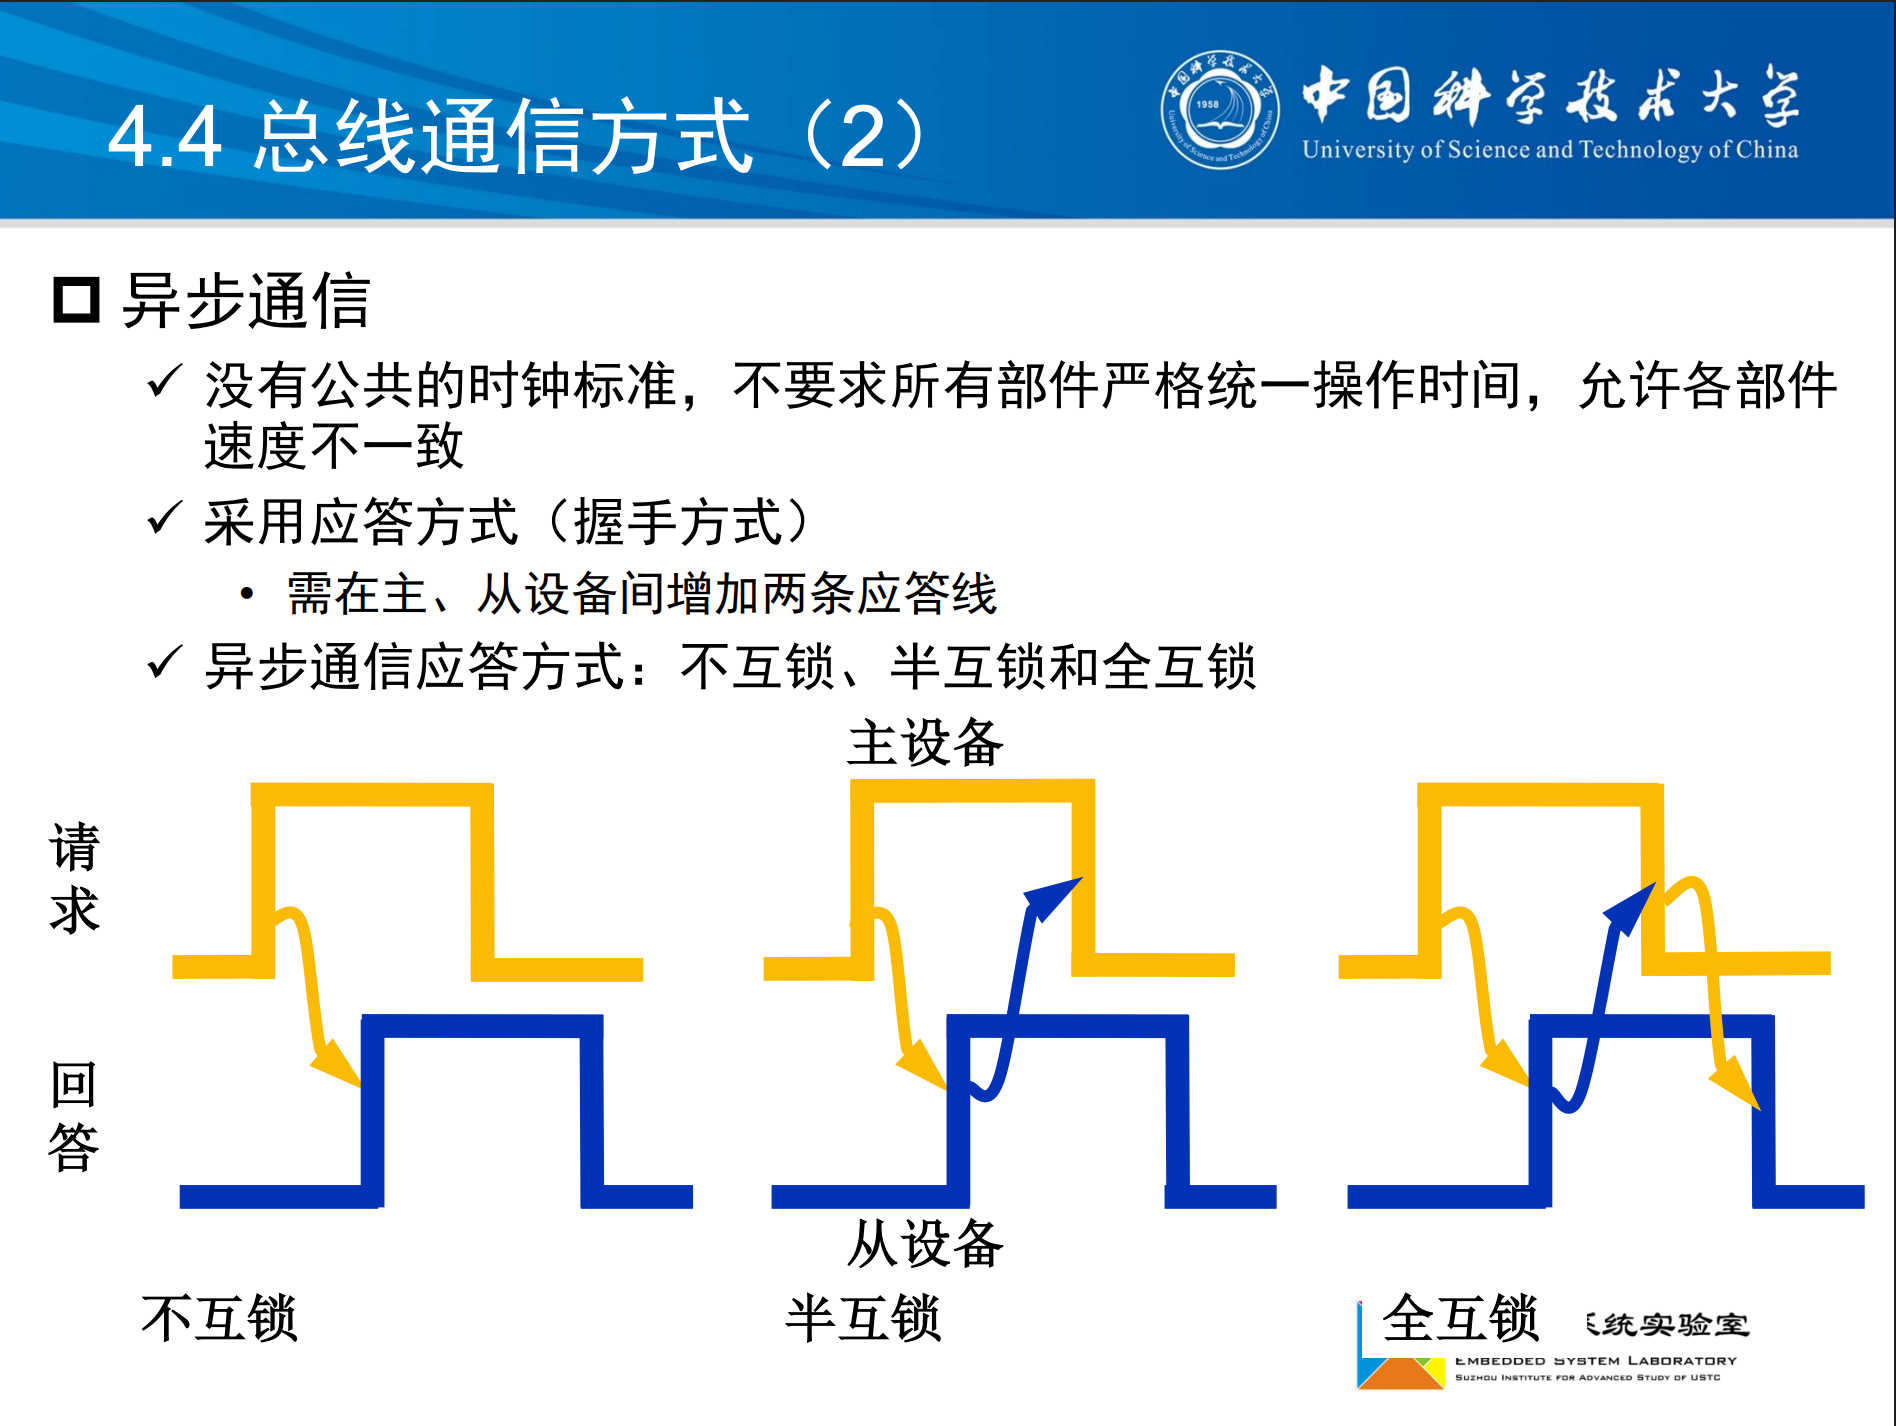 4.4 总线通信方式（2）
1958
中国科学技术大学
University of Science and Technology of China
异步通信
没有公共的时钟标准，不要求所有部件严格统一操作时间，允许各部件
速度不一致
采用应答方式（握手方式）
• 需在主、从设备间增加两条应答线
异步通信应答方式：不互锁、半互锁和全互锁
主设备
请
求
回
答
从设备
不互锁
半互锁
全互锁
系统实验室
EMBEDDED SYSTEM LABORATORY
SUZHOU INSTITUTE FOR ADVANCED STUDY OF USTC